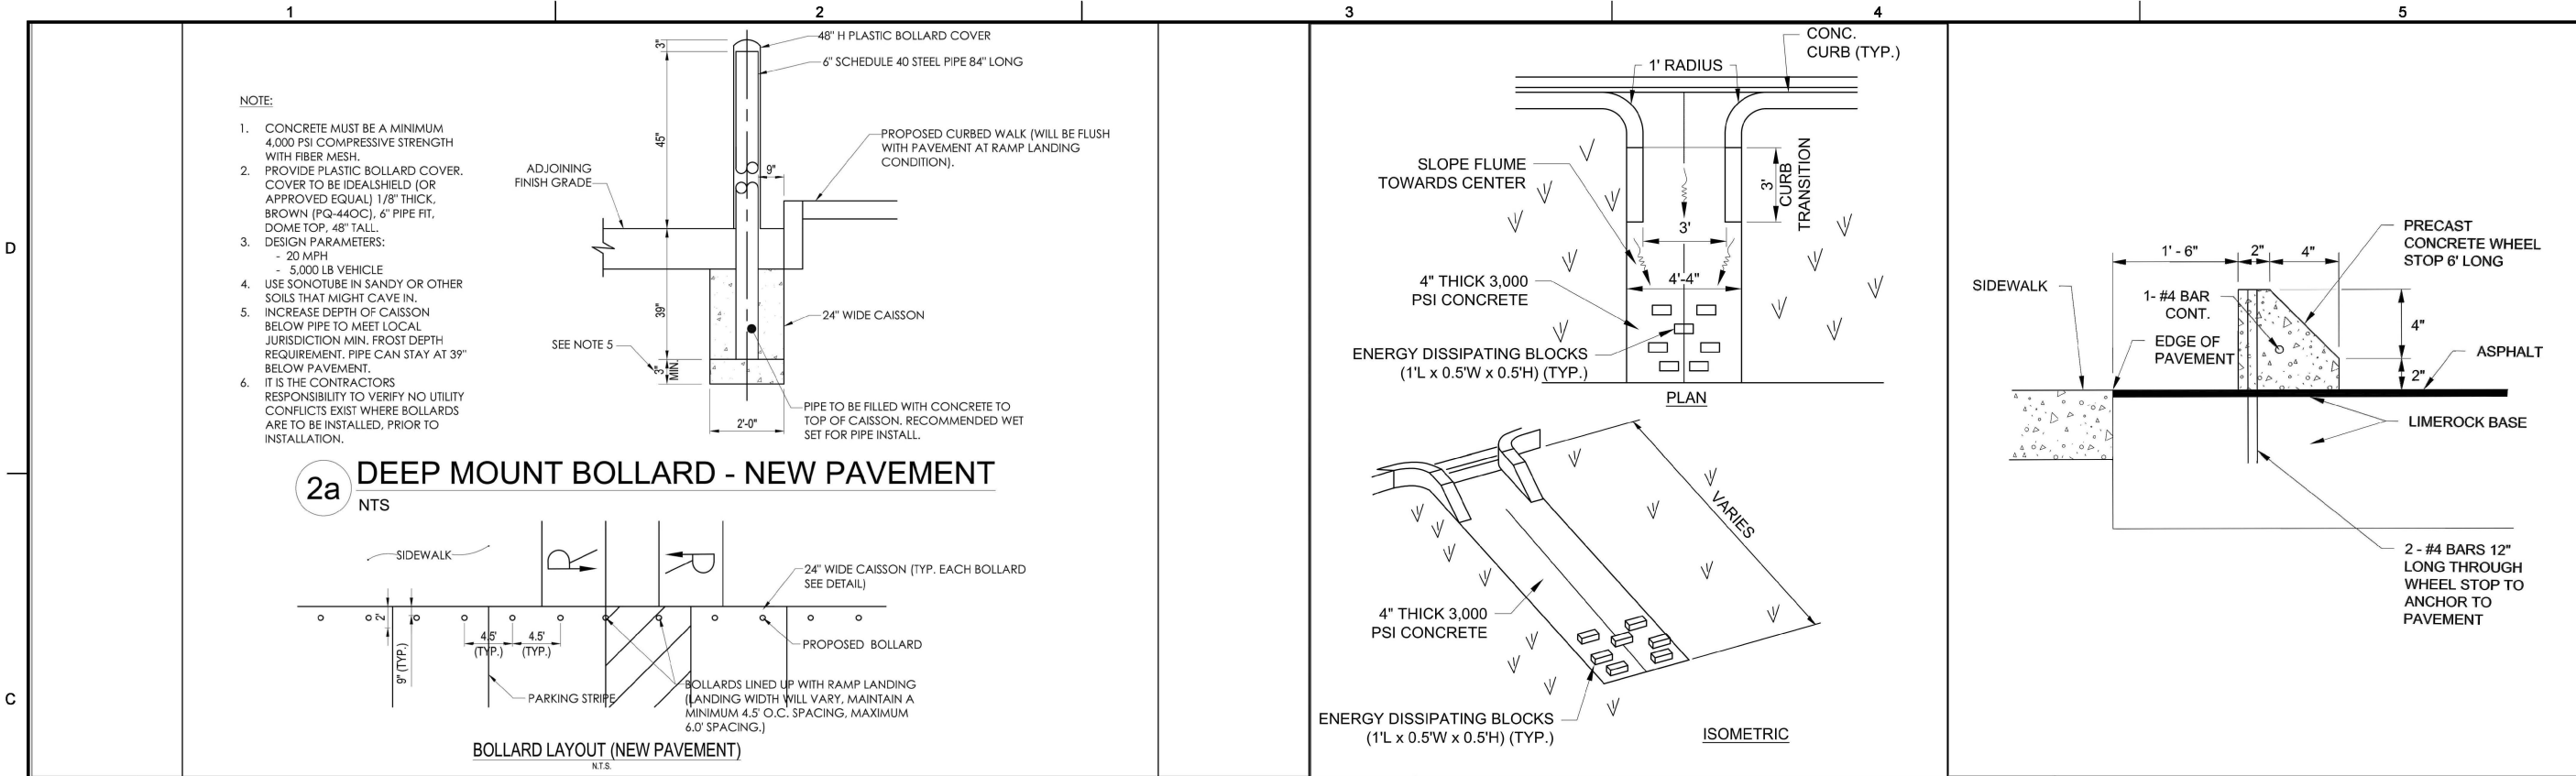 1
2
3
4
5
D
C
3"
45"
39"
3"
MIN.
9"
2'-0"
48" H PLASTIC BOLLARD COVER
6" SCHEDULE 40 STEEL PIPE 84" LONG
PROPOSED CURBED WALK (WILL BE FLUSH
WITH PAVEMENT AT RAMP LANDING
CONDITION).
ADJOINING
FINISH GRADE
24" WIDE CAISSON
SEE NOTE 5
PIPE TO BE FILLED WITH CONCRETE TO
TOP OF CAISSON. RECOMMENDED WET
SET FOR PIPE INSTALL.
NOTE:
1. CONCRETE MUST BE A MINIMUM
4,000 PSI COMPRESSIVE STRENGTH
WITH FIBER MESH.
2. PROVIDE PLASTIC BOLLARD COVER.
COVER TO BE IDEALSHIELD (OR
APPROVED EQUAL) 1/8" THICK,
BROWN (PQ-44OC), 6" PIPE FIT,
DOME TOP, 48" TALL.
3. DESIGN PARAMETERS:
- 20 MPH
- 5,000 LB VEHICLE
4. USE SONOTUBE IN SANDY OR OTHER
SOILS THAT MIGHT CAVE IN.
5. INCREASE DEPTH OF CAISSON
BELOW PIPE TO MEET LOCAL
JURISDICTION MIN. FROST DEPTH
REQUIREMENT. PIPE CAN STAY AT 39"
BELOW PAVEMENT.
6. IT IS THE CONTRACTORS
RESPONSIBILITY TO VERIFY NO UTILITY
CONFLICTS EXIST WHERE BOLLARDS
ARE TO BE INSTALLED, PRIOR TO
INSTALLATION.
2a
DEEP MOUNT BOLLARD - NEW PAVEMENT
NTS
SIDEWALK
24" WIDE CAISSON (TYP. EACH BOLLARD
SEE DETAIL)
2'
9" (TYP.)
4.5'
(TYP.)
4.5'
(TYP.)
PROPOSED BOLLARD
PARKING STRIPE
BOLLARDS LINED UP WITH RAMP LANDING
(LANDING WIDTH WILL VARY, MAINTAIN A
MINIMUM 4.5' O.C. SPACING, MAXIMUM
6.0' SPACING.)
BOLLARD LAYOUT (NEW PAVEMENT)
N.T.S.
CONC.
CURB (TYP.)
1' RADIUS
SLOPE FLUME
TOWARDS CENTER
3'
CURB
TRANSITION
3'
4'-4"
4" THICK 3,000
PSI CONCRETE
ENERGY DISSIPATING BLOCKS
(1'L x 0.5'W x 0.5'H) (TYP.)
PLAN
VARIES
4" THICK 3,000
PSI CONCRETE
ENERGY DISSIPATING BLOCKS
(1'L x 0.5'W x 0.5'H) (TYP.)
ISOMETRIC
PRECAST
CONCRETE WHEEL
STOP 6' LONG
1' - 6"
2"
4"
SIDEWALK
1- #4 BAR
CONT.
EDGE OF
PAVEMENT
4"
2"
ASPHALT
LIMEROCK BASE
2 - #4 BARS 12"
LONG THROUGH
WHEEL STOP TO
ANCHOR TO
PAVEMENT